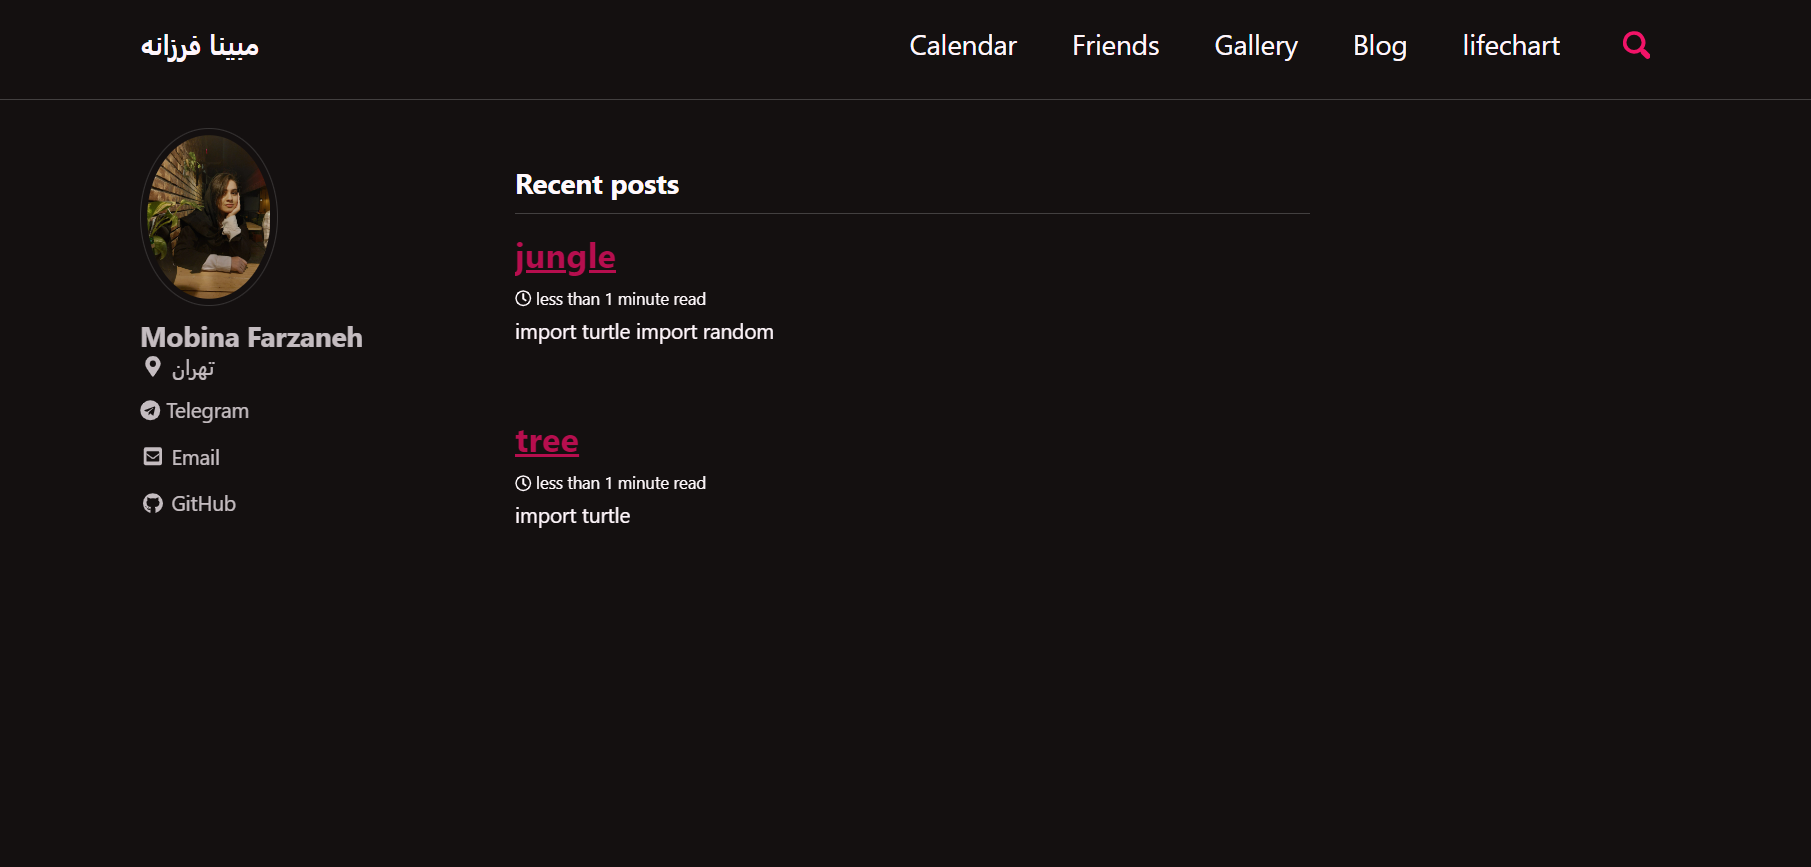 مبینا فرزانه
Calendar Friends Gallery Blog lifechart
Mobina Farzaneh
تهران
Telegram
Email
GitHub
Recent posts
jungle
less than 1 minute read
import turtle import random
tree
less than 1 minute read
import turtle